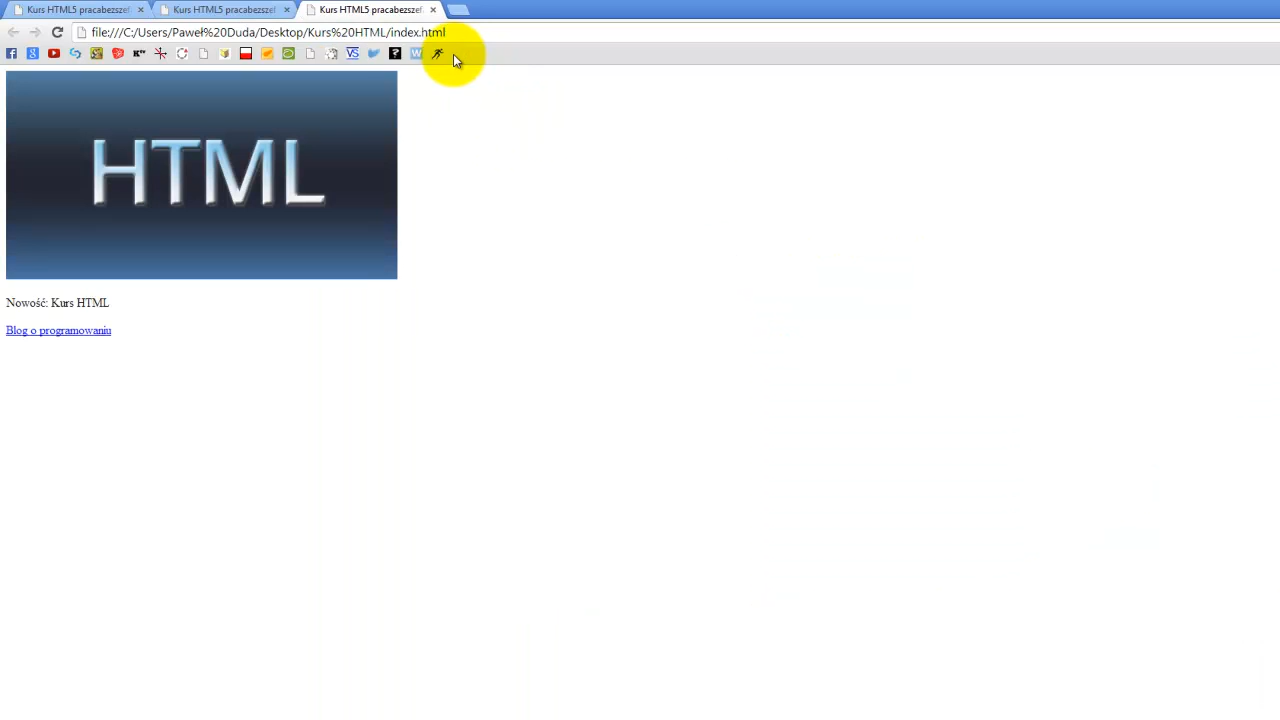 Kurs HTML5 pracabezszef
Kurs HTML5 pracabezszef
Kurs HTML5 pracabezszef
file:///C:/Users/Paweł%20Duda/Desktop/Kurs%20HTML/index.html
HTML
Nowość: Kurs HTML
Blog o programowaniu